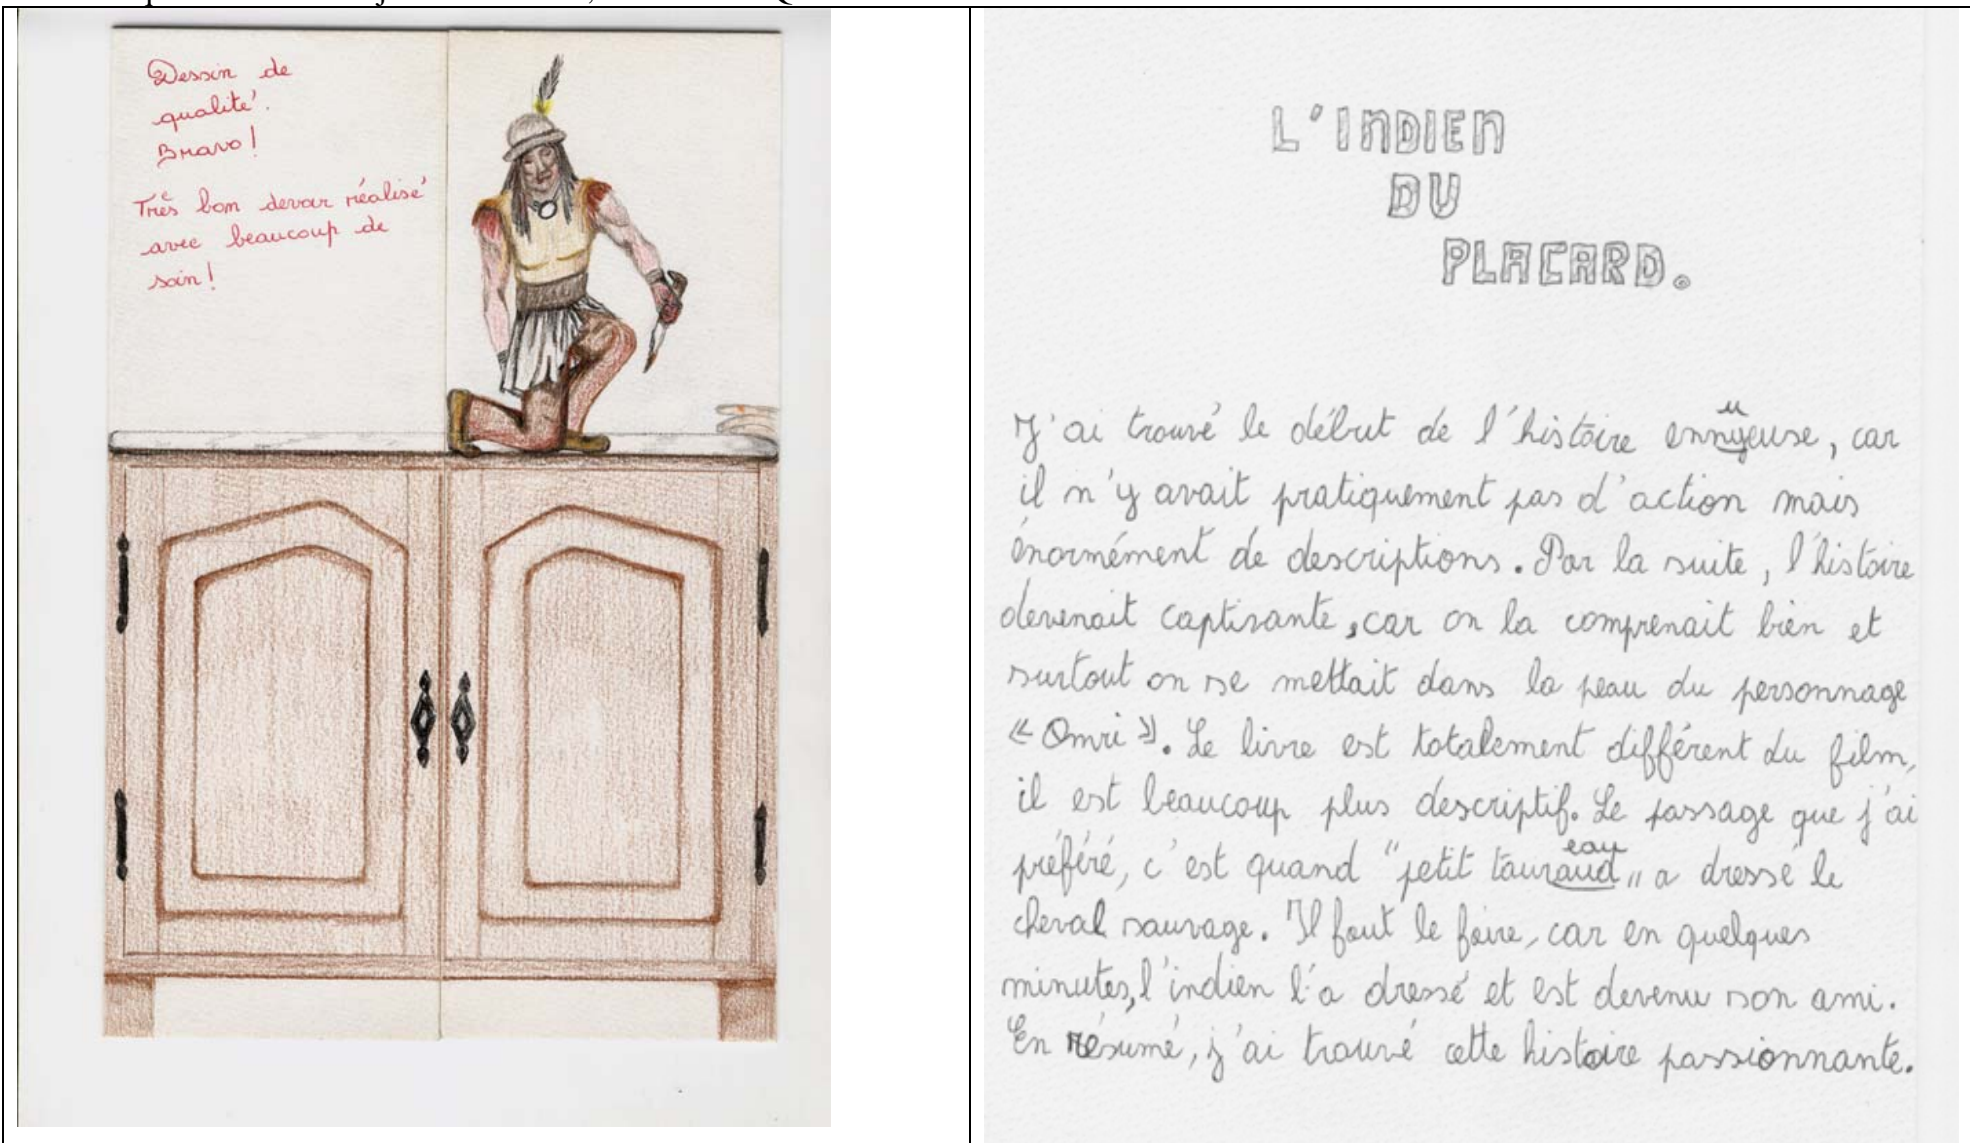 Dessin de
qualité.
Bravo!
Très bon devoir réalisé
avec beaucoup de
soin!
L'INDIEN
DU
PLACARD.
u
J'ai trouvé le début de l'histoire ennyeuse, car
il n'y avait pratiquement pas d'action mais
énormément de descriptions. Par la suite, l'histoire
devenait captivante, car on la comprenait bien et
surtout on se mettait dans la peau du personnage
« Omri ». Le livre est totalement différent du film,
il est beaucoup plus descriptif. Le passage que j'ai
eau
préféré, c'est quand "petit tauraud" a dressé le
cheval sauvage. Il faut le faire, car en quelques
minutes, l'indien l'a dressé et est devenu son ami.
En résumé, j'ai trouvé cette histoire passionnante.